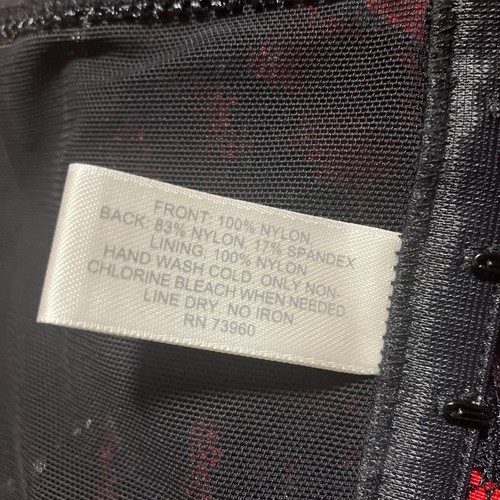 FRONT: 100% NYLON
BACK: 83% NYLON, 17% SPANDEX
LINING: 100% NYLON
HAND WASH COLD. ONLY NON-
CHLORINE BLEACH WHEN NEEDED.
LINE DRY. NO IRON
RN 73960